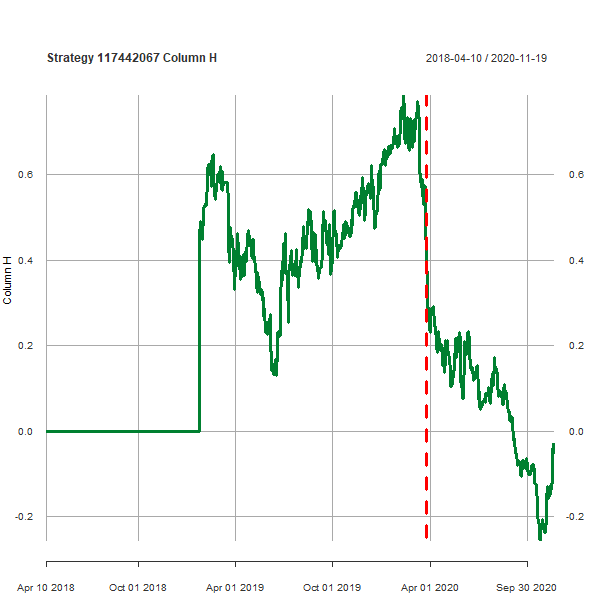 Strategy 117442067 Column H
2018-04-10 / 2020-11-19
0.6
0.4
0.2
0.0
-0.2
0.6
0.4
0.2
0.0
-0.2
Column H
Apr 10 2018
Oct 01 2018
Apr 01 2019
Oct 01 2019
Apr 01 2020
Sep 30 2020